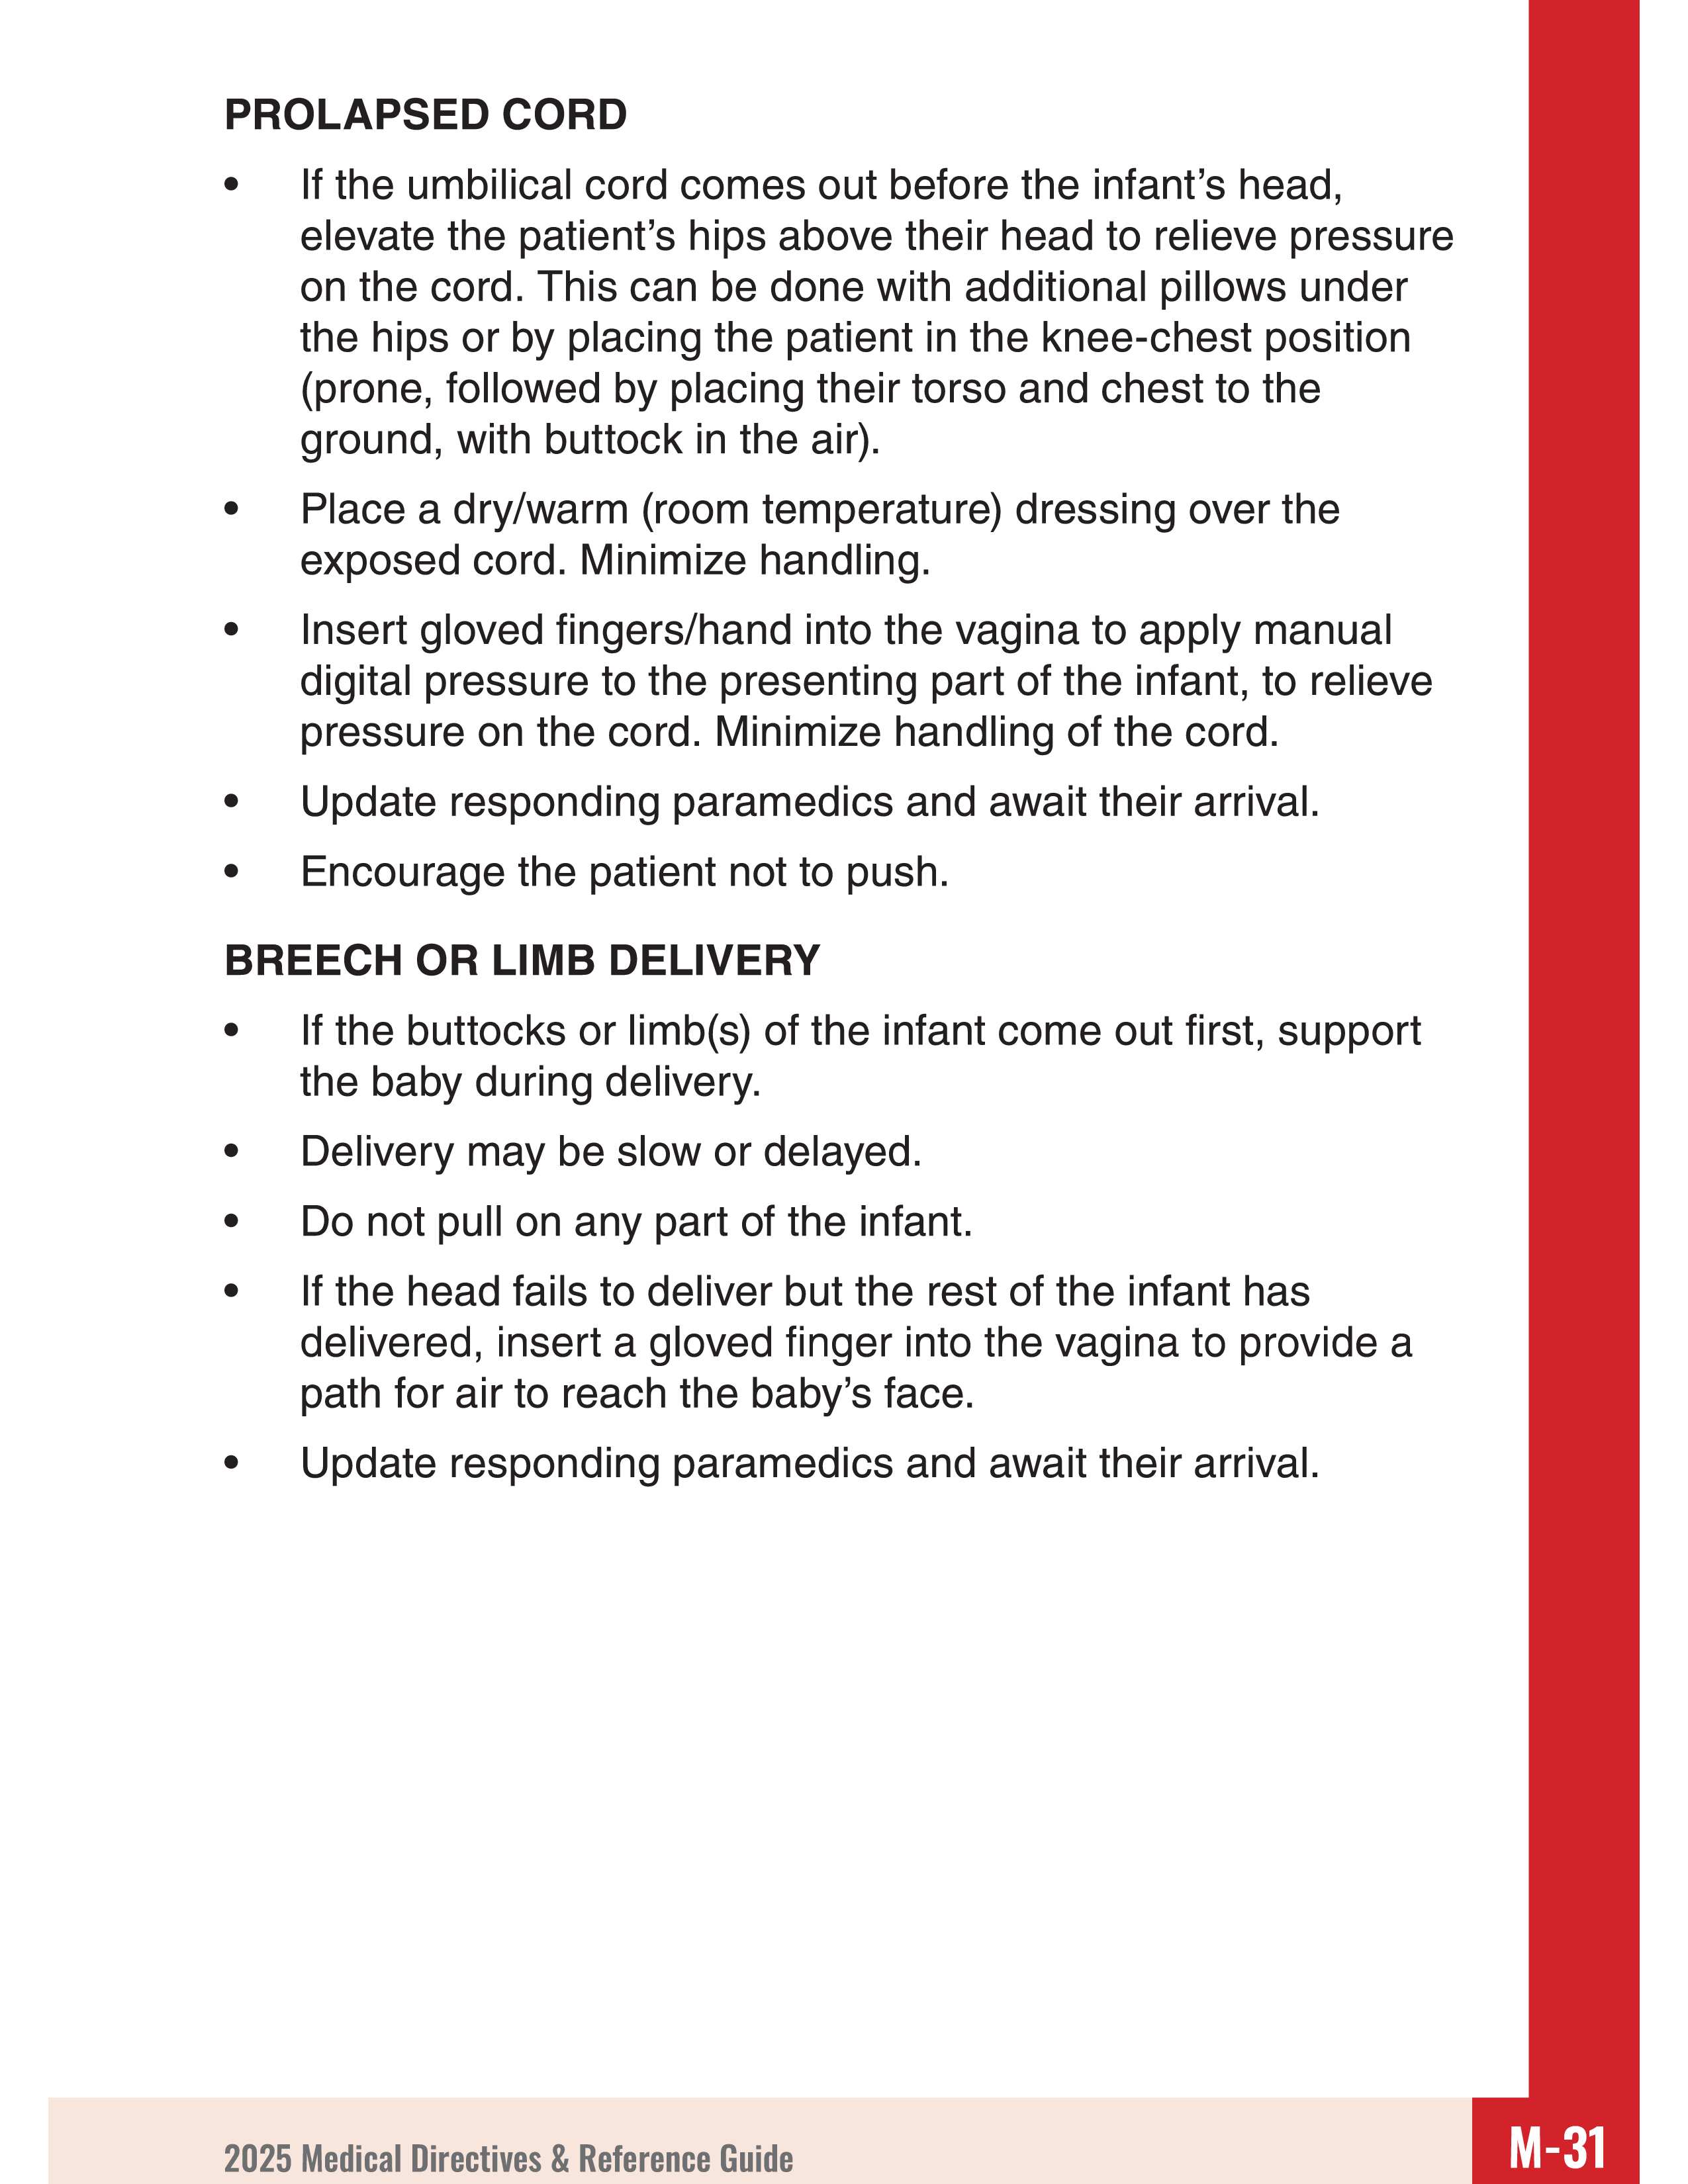 PROLAPSED CORD
• If the umbilical cord comes out before the infant’s head,
elevate the patient’s hips above their head to relieve pressure
on the cord. This can be done with additional pillows under
the hips or by placing the patient in the knee-chest position
(prone, followed by placing their torso and chest to the
ground, with buttock in the air).
• Place a dry/warm (room temperature) dressing over the
exposed cord. Minimize handling.
• Insert gloved fingers/hand into the vagina to apply manual
digital pressure to the presenting part of the infant, to relieve
pressure on the cord. Minimize handling of the cord.
• Update responding paramedics and await their arrival.
• Encourage the patient not to push.
BREECH OR LIMB DELIVERY
• If the buttocks or limb(s) of the infant come out first, support
the baby during delivery.
• Delivery may be slow or delayed.
• Do not pull on any part of the infant.
• If the head fails to deliver but the rest of the infant has
delivered, insert a gloved finger into the vagina to provide a
path for air to reach the baby’s face.
• Update responding paramedics and await their arrival.
2025 Medical Directives & Reference Guide
M-31